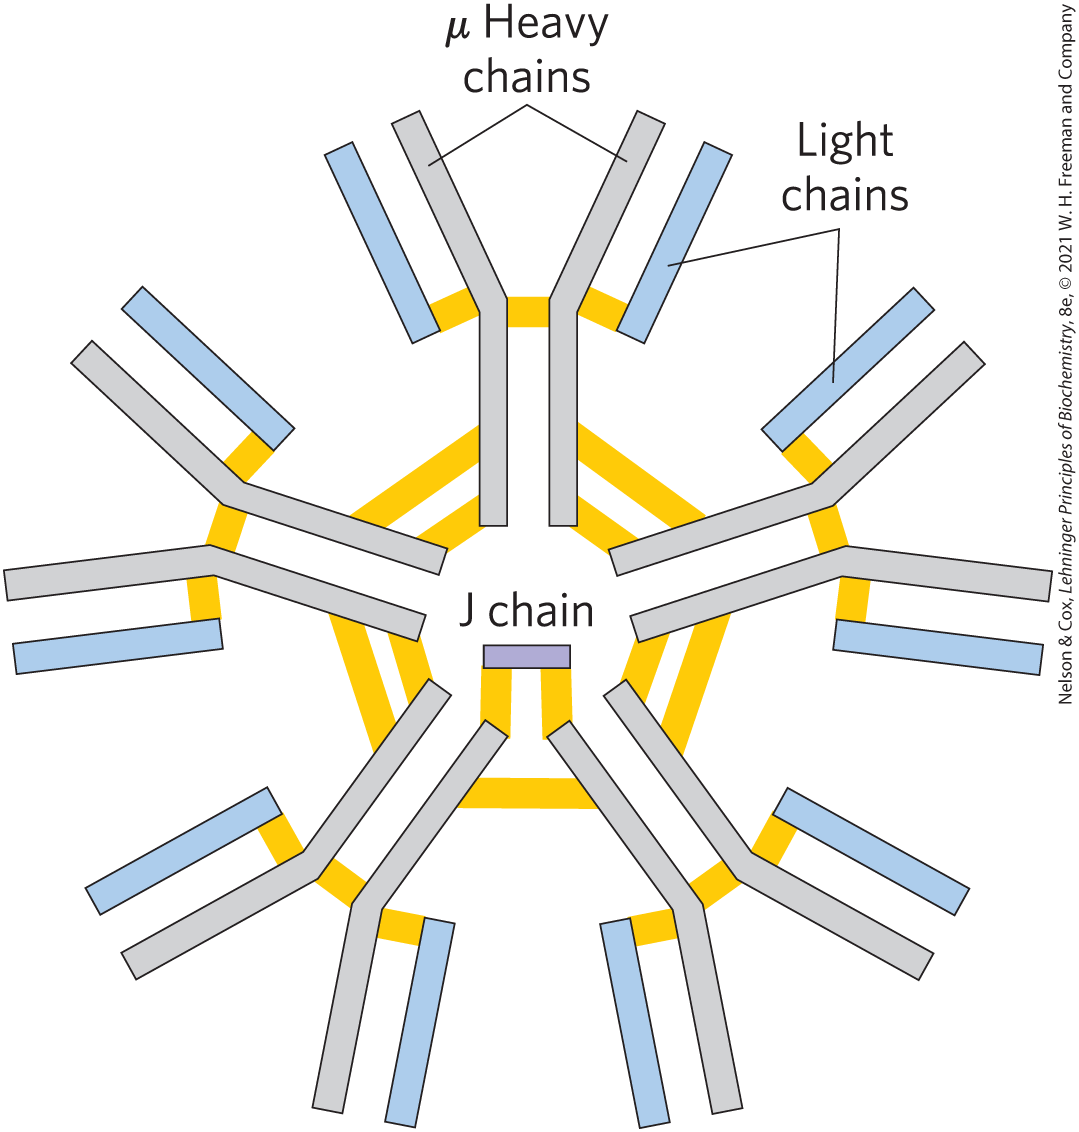 μ Heavy
chains
Light
chains
J chain
Nelson & Cox, Lehninger Principles of Biochemistry, 8e, © 2021 W. H. Freeman and Company